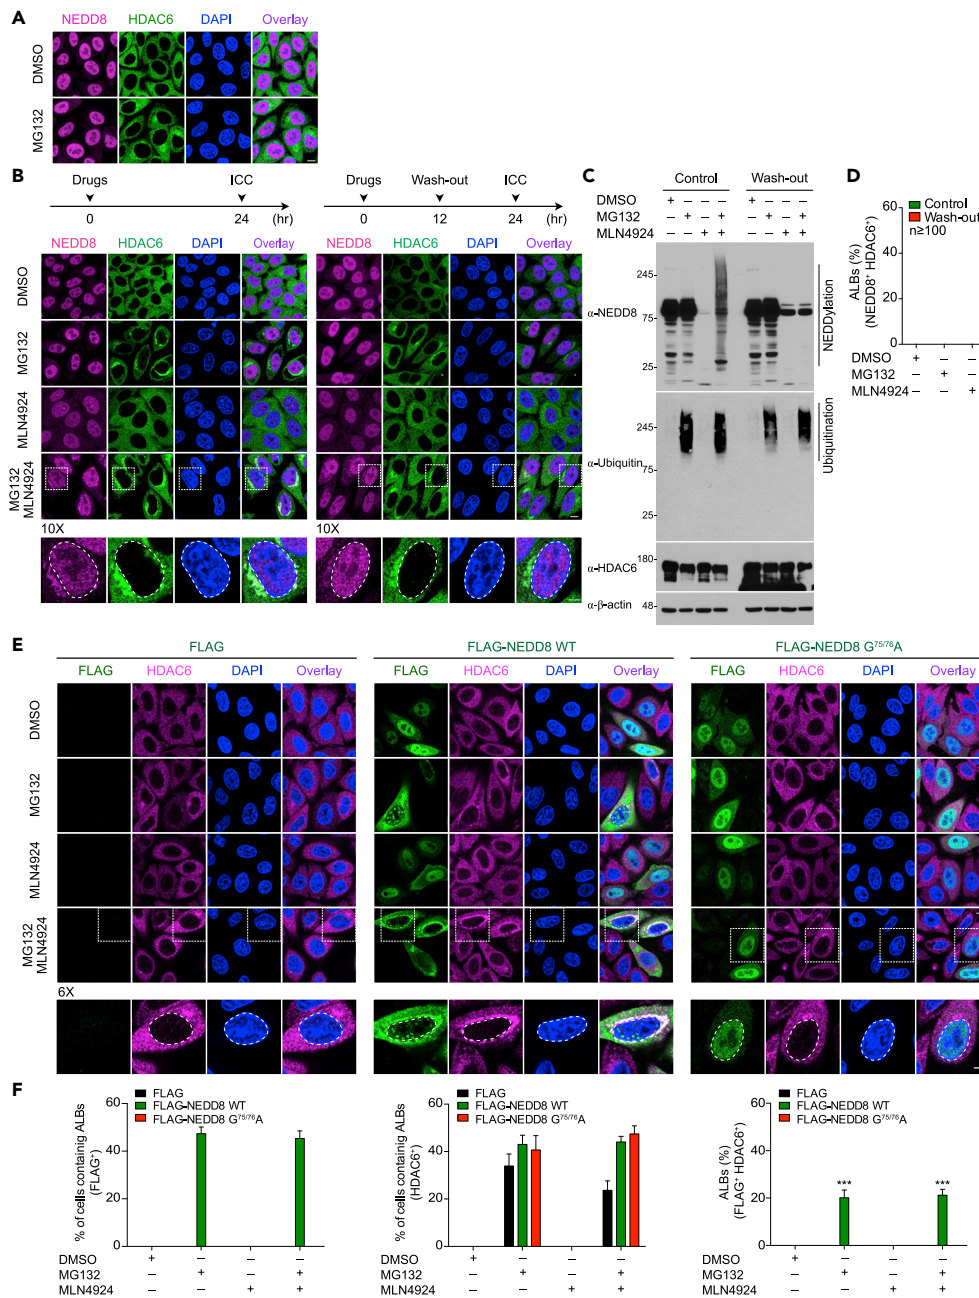 A
NEDD8 HDAC6 DAPI Overlay
DMSO
MG132
B
Drugs ICC
0 24 (hr)
Drugs Wash-out ICC
0 12 24 (hr)
NEDD8 HDAC6 DAPI Overlay NEDD8 HDAC6 DAPI Overlay
DMSO
MG132
MLN4924
MG132
MLN4924
10X 10X
C
Control Wash-out
DMSO + – – – + – – –
MG132 – + – + – + – +
MLN4924 – – + + – – + +
245
α-NEDD8
75
25
NEDDylation
245
α-Ubiquitin
75
25
Ubiquitination
180
α-HDAC6
α-β-actin 48
D
Control
Wash-out
n≥100
ALBs (%)
(NEDD8+ HDAC6+)
60
40
20
0
DMSO + –
MG132 – + –
MLN4924 – – +
E
FLAG FLAG-NEDD8 WT FLAG-NEDD8 G75/76A
FLAG HDAC6 DAPI Overlay FLAG HDAC6 DAPI Overlay FLAG HDAC6 DAPI Overlay
DMSO
MG132
MLN4924
MG132
MLN4924
6X
F
FLAG
FLAG-NEDD8 WT
FLAG-NEDD8 G75/76A
% of cells containig ALBs
(FLAG+)
60
40
20
0
DMSO + – – –
MG132 – + – +
MLN4924 – – + +
FLAG
FLAG-NEDD8 WT
FLAG-NEDD8 G75/76A
% of cells containing ALBs
(HDAC6+)
60
40
20
0
DMSO + – – –
MG132 – + – +
MLN4924 – – + +
FLAG
FLAG-NEDD8 WT
FLAG-NEDD8 G75/76A
ALBs (%)
(FLAG+ HDAC6+)
60
40
20
0
*** ***
DMSO + – – –
MG132 – + – +
MLN4924 – – + +